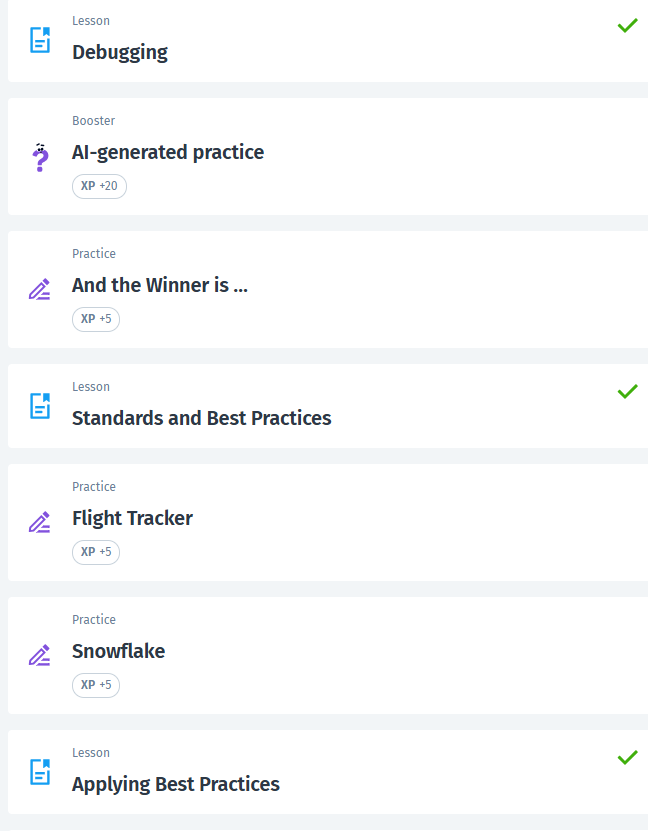 Lesson
Debugging
Booster
AI-generated practice
XP +20
Practice
And the Winner is ...
XP +5
Lesson
Standards and Best Practices
Practice
Flight Tracker
XP +5
Practice
Snowflake
XP +5
Lesson
Applying Best Practices